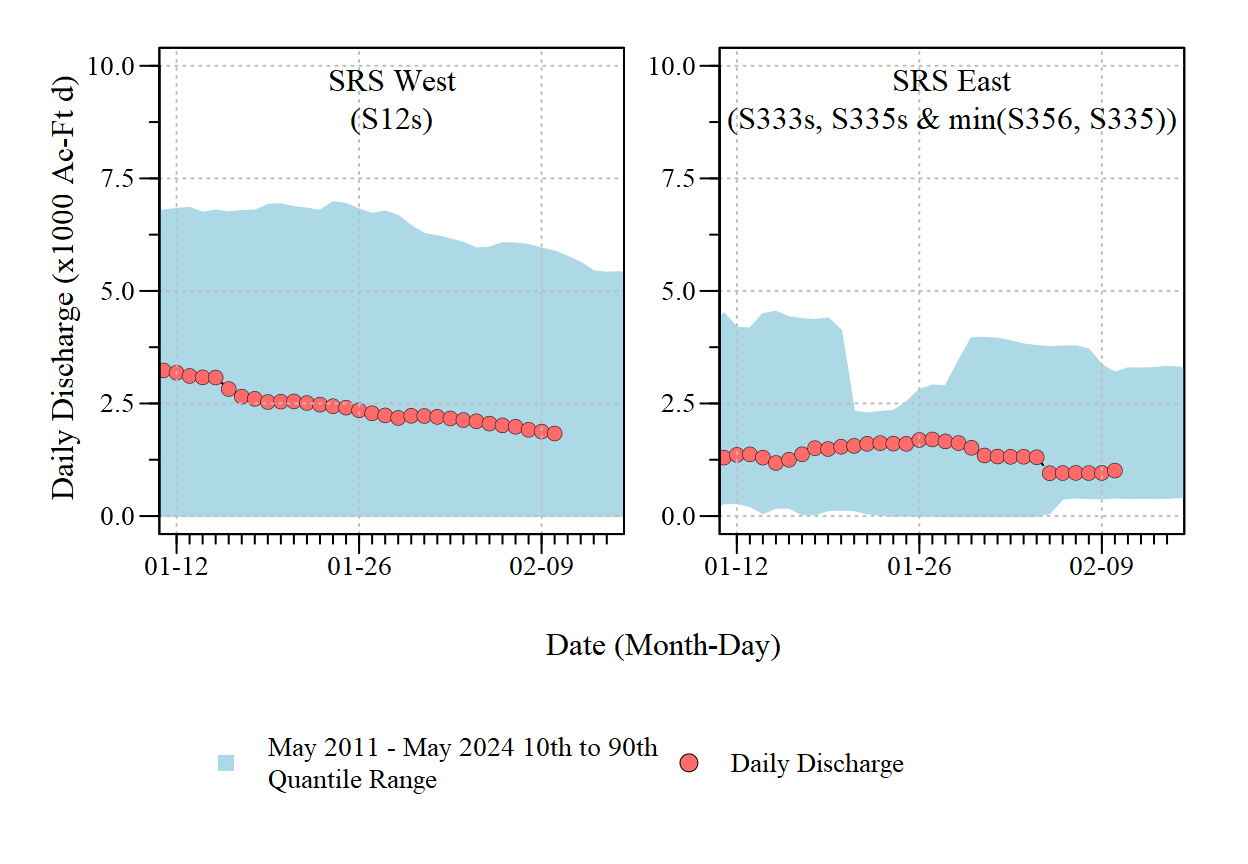 SRS West
(S12s)
SRS East
(S333s, S335s & min(S356, S335))
Daily Discharge (x1000 Ac-Ft d)
10.0
7.5
5.0
2.5
0.0
01-12
01-26
02-09
10.0
7.5
5.0
2.5
0.0
01-12
01-26
02-09
Date (Month-Day)
May 2011 - May 2024 10th to 90th
Quantile Range
Daily Discharge